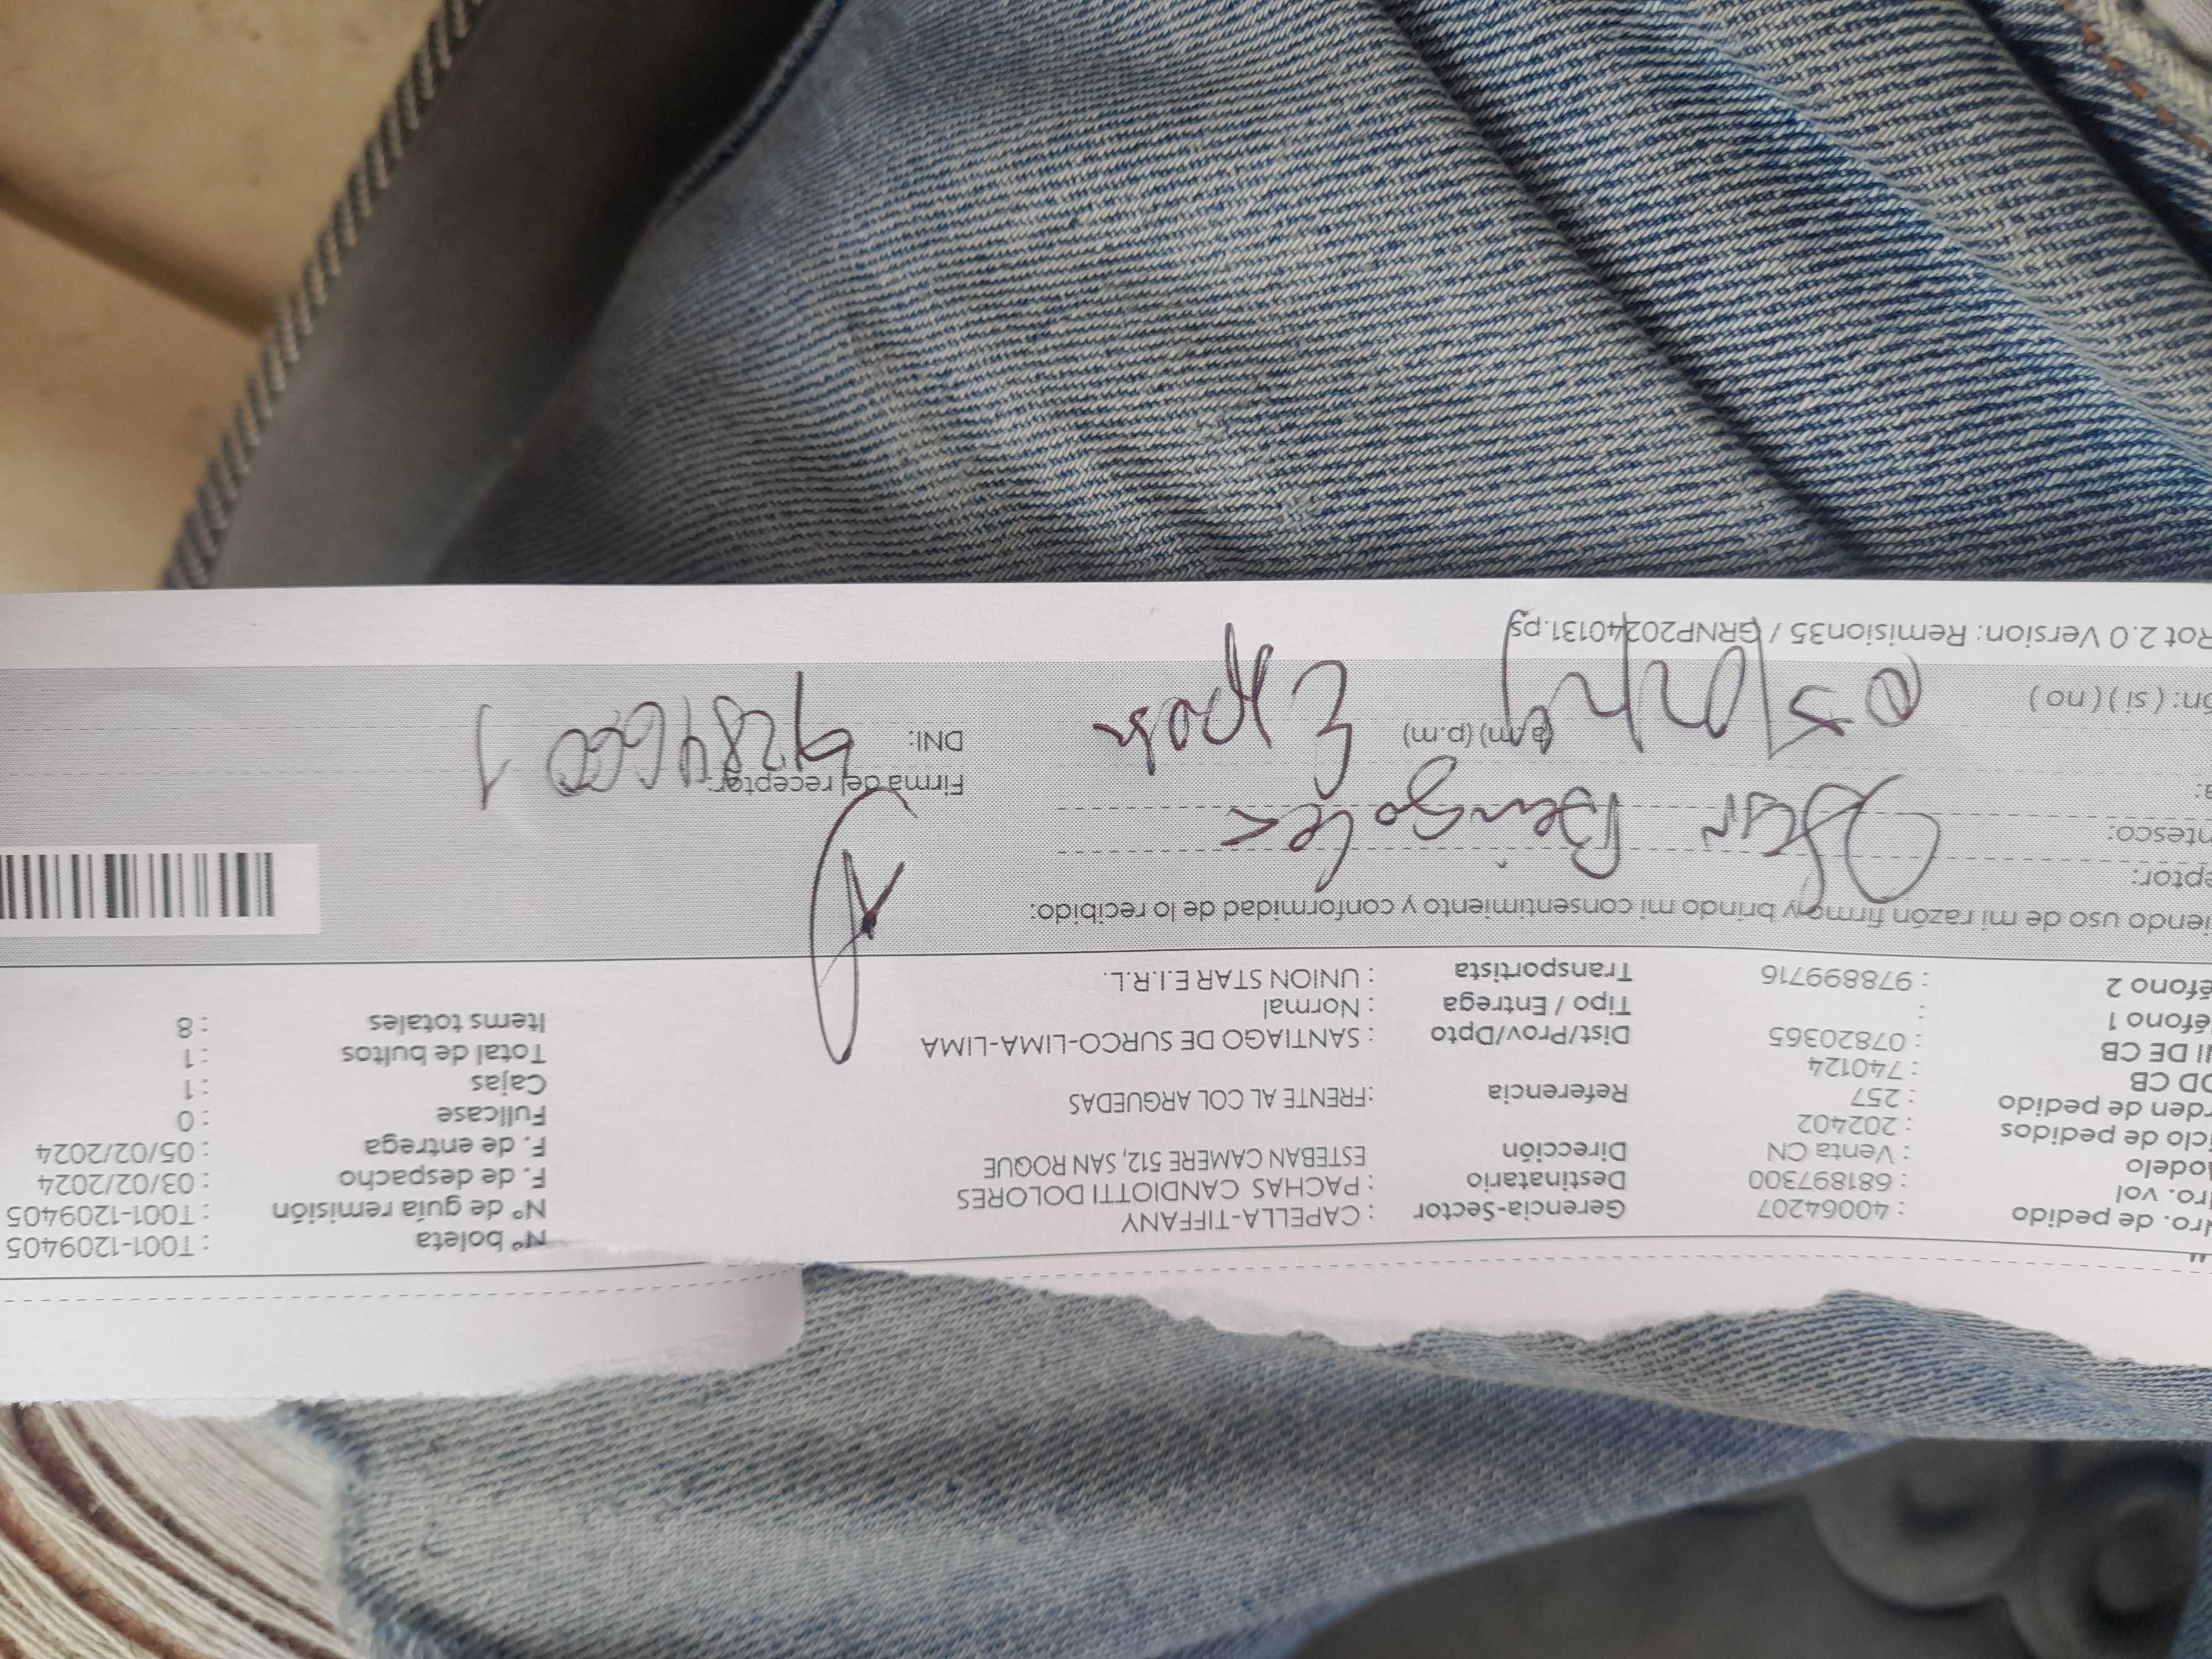 Nº boleta : T001-1209405
Nº de guía remisión : T001-1209405
F. de despacho : 03/02/2024
F. de entrega : 05/02/2024
Fullcase : 0
Cajas : 1
Total de bultos : 1
Items totales : 8
Gerencia-Sector : CAPELLA-TIFFANY
Destinatario : PACHAS CANDIOTTI DOLORES
Dirección ESTEBAN CAMERE 512, SAN ROQUE
Referencia :FRENTE AL COL ARGUEDAS
Dist/Prov/Dpto : SANTIAGO DE SURCO-LIMA-LIMA
Tipo / Entrega : Normal
Transportista : UNION STAR E.I.R.L.
ro. de pedido : 40064207
ro. vol : 681897300
odelo : Venta CN
iclo de pedidos : 202402
rden de pedido : 257
OD CB : 740124
NI DE CB : 07820365
léfono 1 :
éfono 2 : 978899716
iendo uso de mi razón firmo y brindo mi consentimiento y conformidad de lo recibido:
eptor:
ntesco:
a: (a.m) (p.m)
ón: ( si ) ( no )
Firma del receptor:
DNI:
Rot 2.0 Version: Remision35 / GRNP20240131.ps